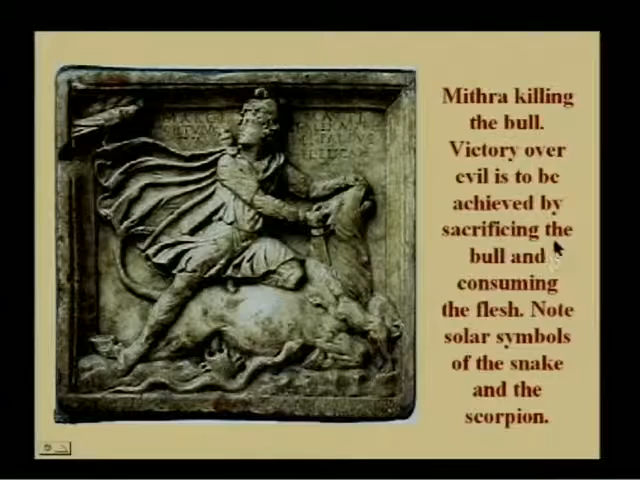 Mithra killing
the bull.
Victory over
evil is to be
achieved by
sacrificing the
bull and
consuming
the flesh. Note
solar symbols
of the snake
and the
scorpion.